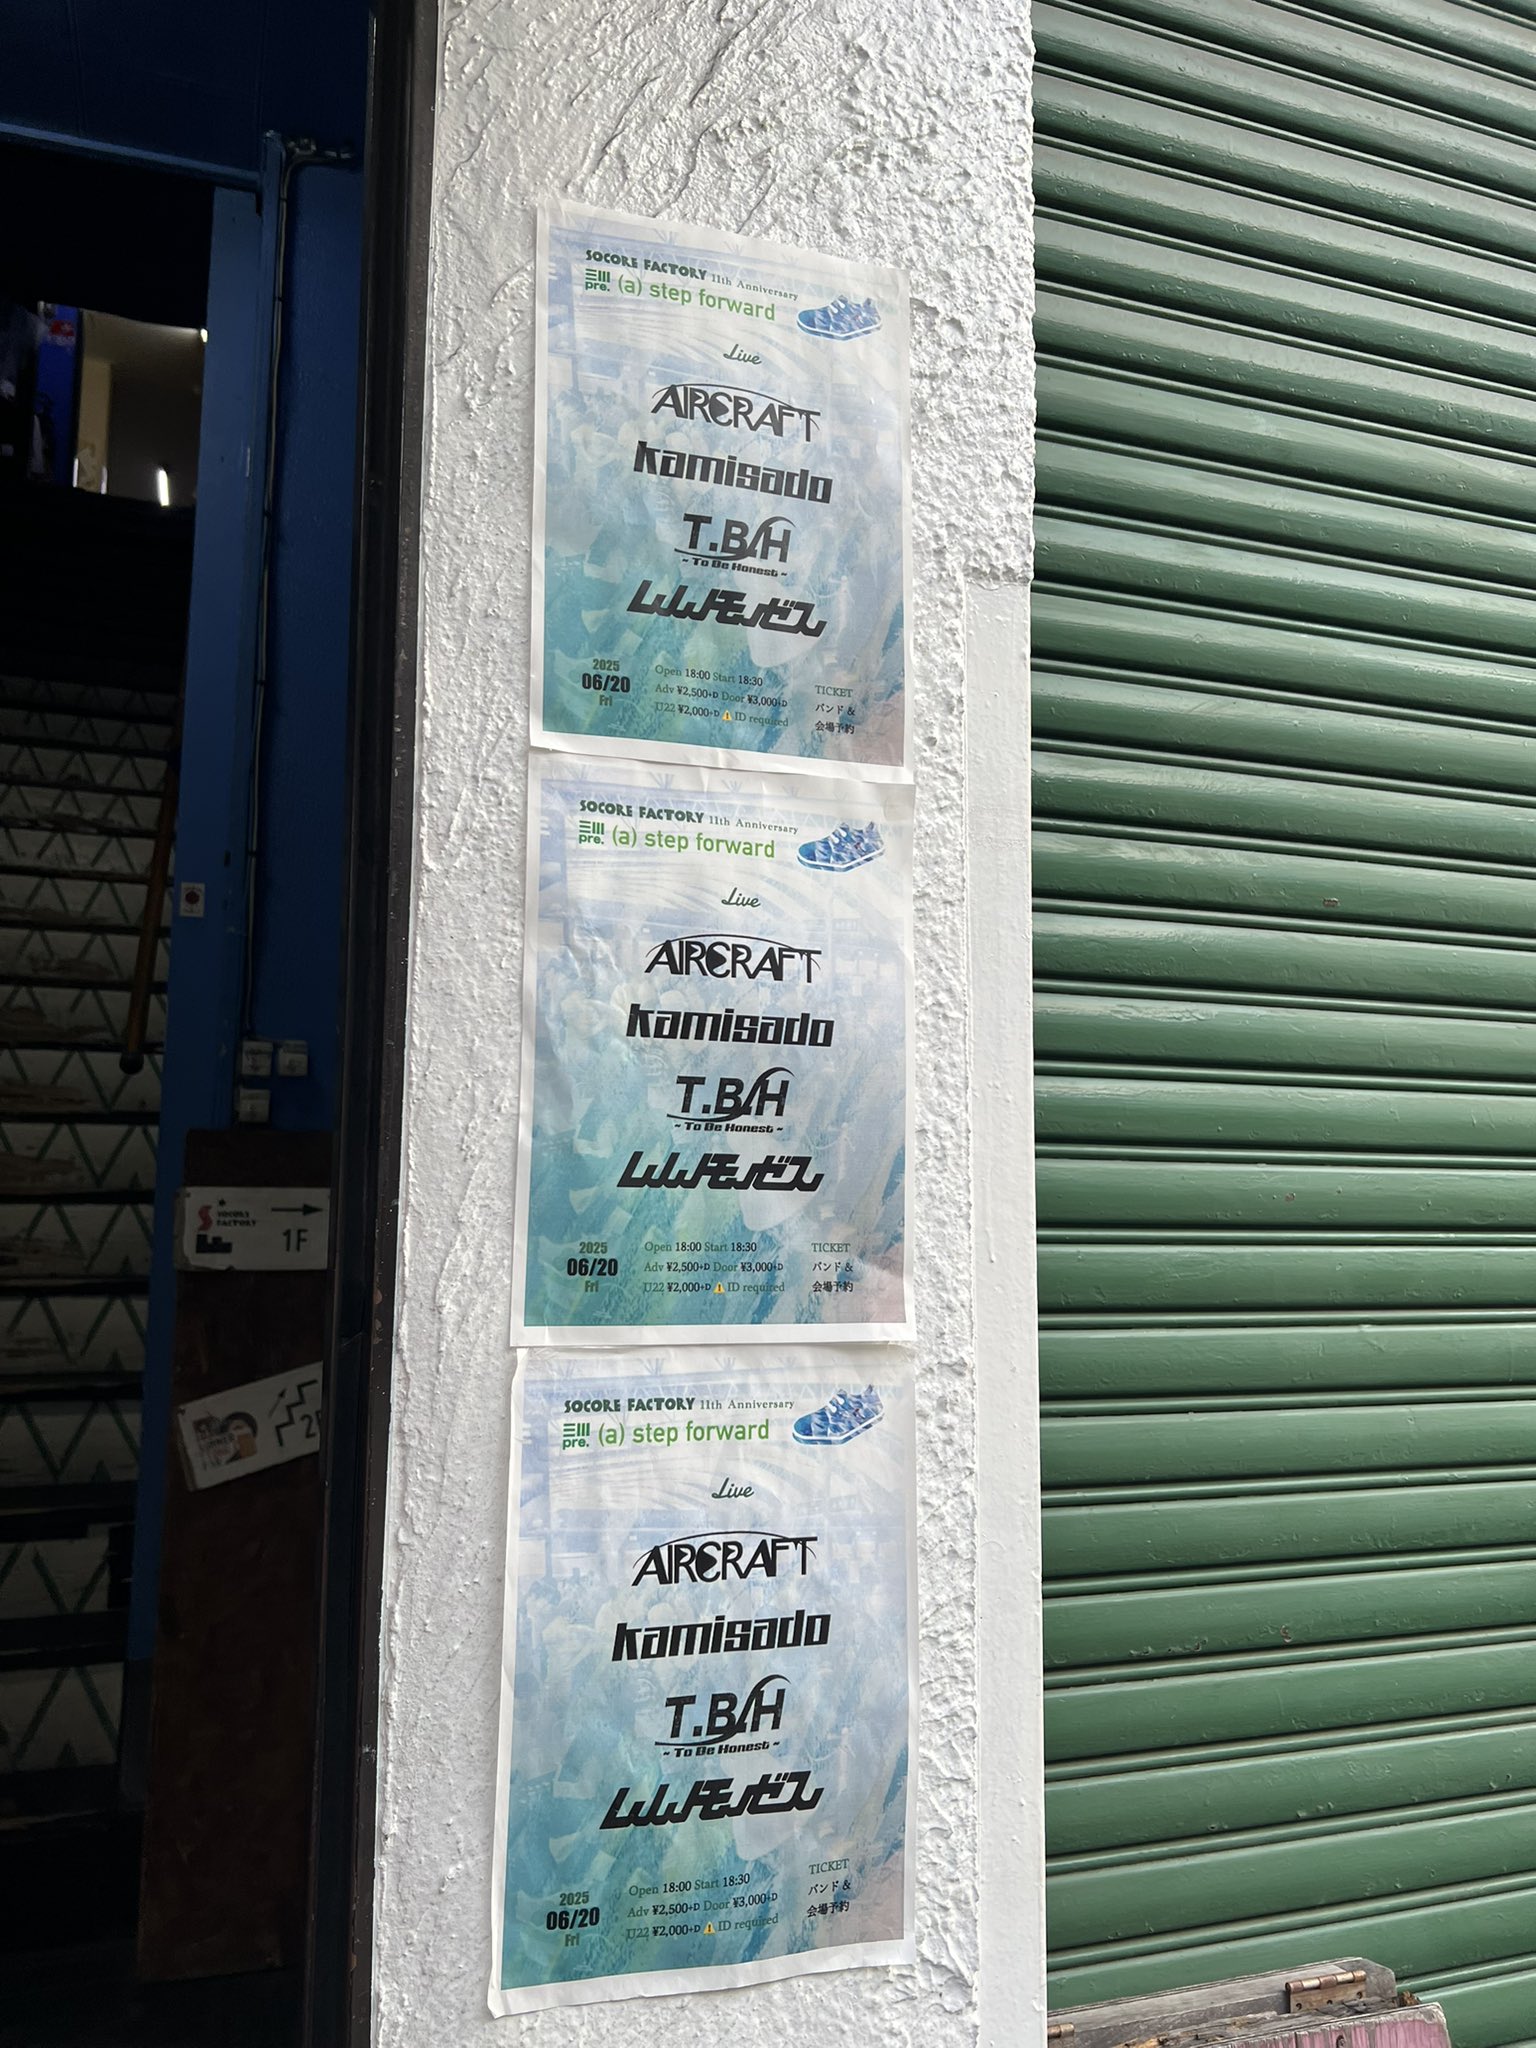 SOCORE FACTORY 11th Anniversary
pre. (a) step forward
Live
AIRCRAFT
kamisado
T.B.H
~To Be Honest~
2025
06/20
Fri
Open 18:00 Start 18:30
Adv ¥2,500+D Door ¥3,000+D
U22 ¥2,000+D ⚠ ID required
TICKET
バンド &
会場予約
SOCORE FACTORY 11th Anniversary
pre. (a) step forward
Live
AIRCRAFT
kamisado
T.B.H
~To Be Honest~
2025
06/20
Fri
Open 18:00 Start 18:30
Adv ¥2,500+D Door ¥3,000+D
U22 ¥2,000+D ⚠ ID required
TICKET
バンド &
会場予約
SOCORE FACTORY 11th Anniversary
pre. (a) step forward
Live
AIRCRAFT
kamisado
T.B.H
~To Be Honest~
2025
06/20
Fri
Open 18:00 Start 18:30
Adv ¥2,500+D Door ¥3,000+D
U22 ¥2,000+D ⚠ ID required
TICKET
バンド &
会場予約
SOCORE
FACTORY
1F